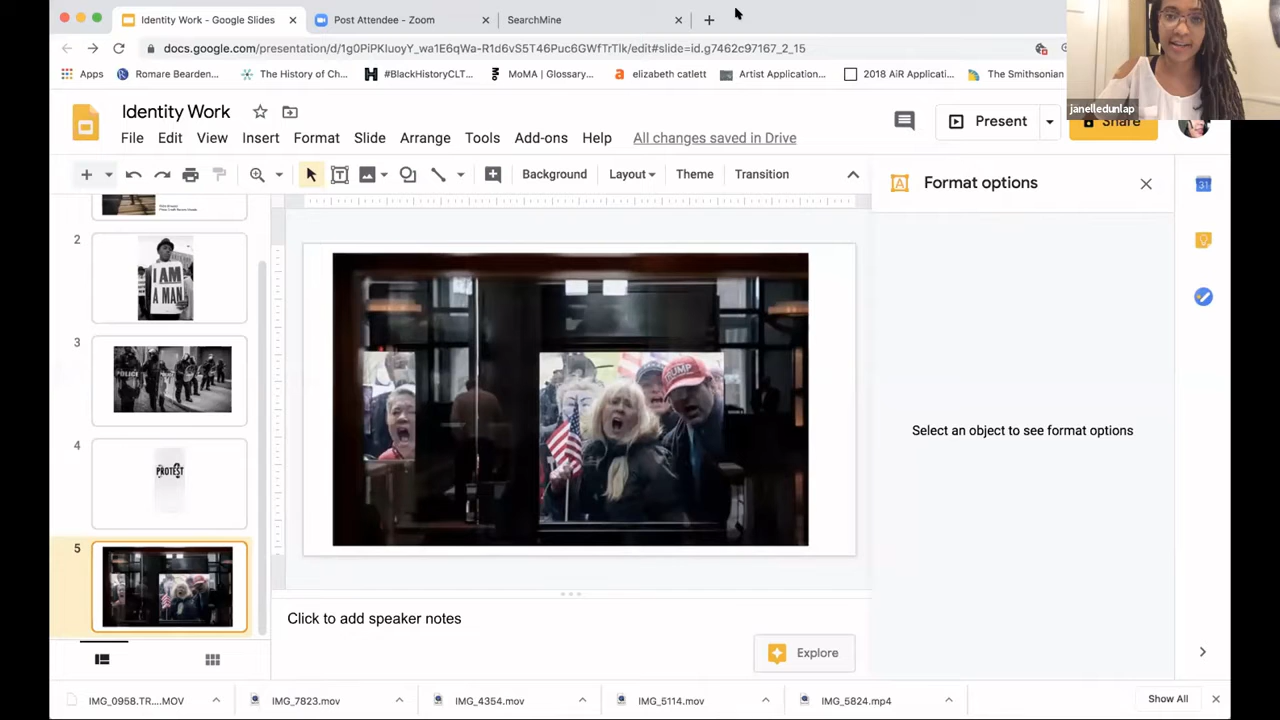 Identity Work - Google Slides
Post Attendee - Zoom
SearchMine
docs.google.com/presentation/d/1g0PiPKIuoyY_wa1E6qWa-R1d6vS5T46Puc6GWfTrTlk/edit#slide=id.g7462c97167_2_15
Apps
Romare Bearden...
The History of Ch...
#BlackHistoryCLT...
MoMA | Glossary...
elizabeth catlett
Artist Application...
2018 AiR Applicati...
The Smithsonian
janelledunlap
Identity Work
Present
Share
File Edit View Insert Format Slide Arrange Tools Add-ons Help
All changes saved in Drive
Background
Layout
Theme
Transition
Format options
31
2
I AM
A MAN
3
POLICE
4
PROTEST
5
TRUMP
Select an object to see format options
Click to add speaker notes
Explore
IMG_0958.TR....MOV
IMG_7823.mov
IMG_4354.mov
IMG_5114.mov
IMG_5824.mp4
Show All